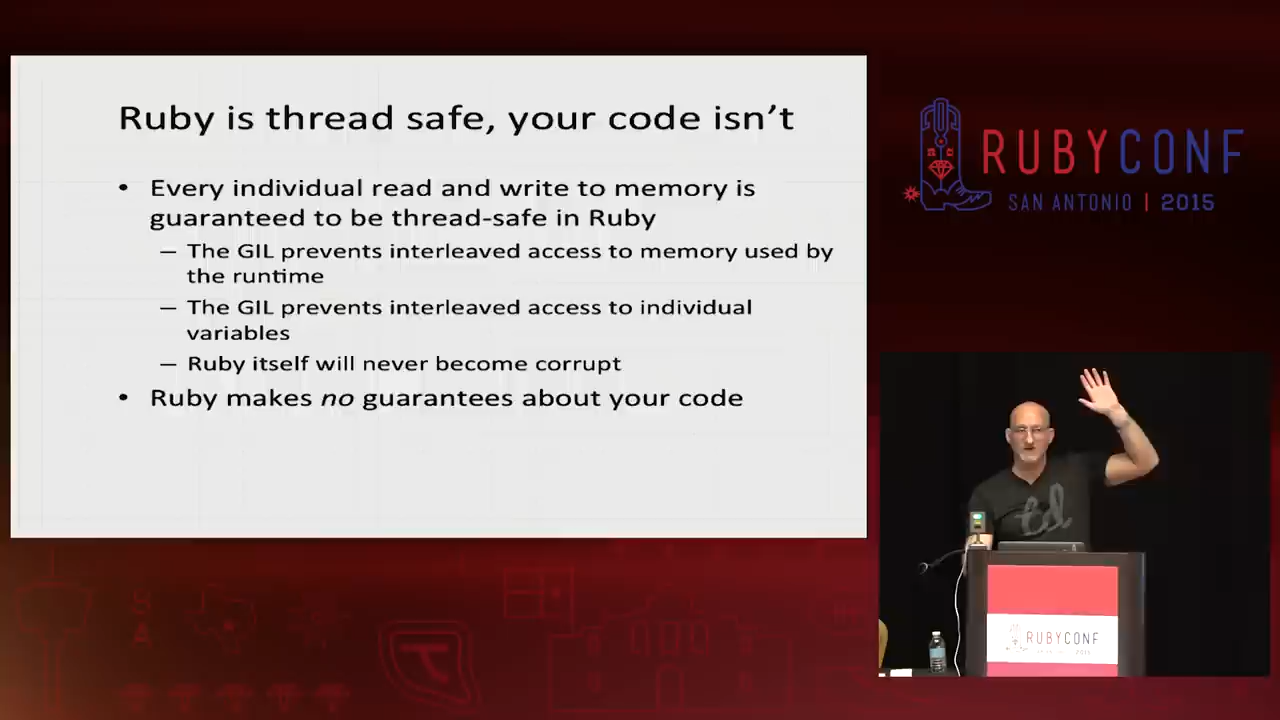 Ruby is thread safe, your code isn’t
• Every individual read and write to memory is
guaranteed to be thread-safe in Ruby
– The GIL prevents interleaved access to memory used by
the runtime
– The GIL prevents interleaved access to individual
variables
– Ruby itself will never become corrupt
• Ruby makes no guarantees about your code
RUBYCONF
SAN ANTONIO | 2015
td
RUBYCONF